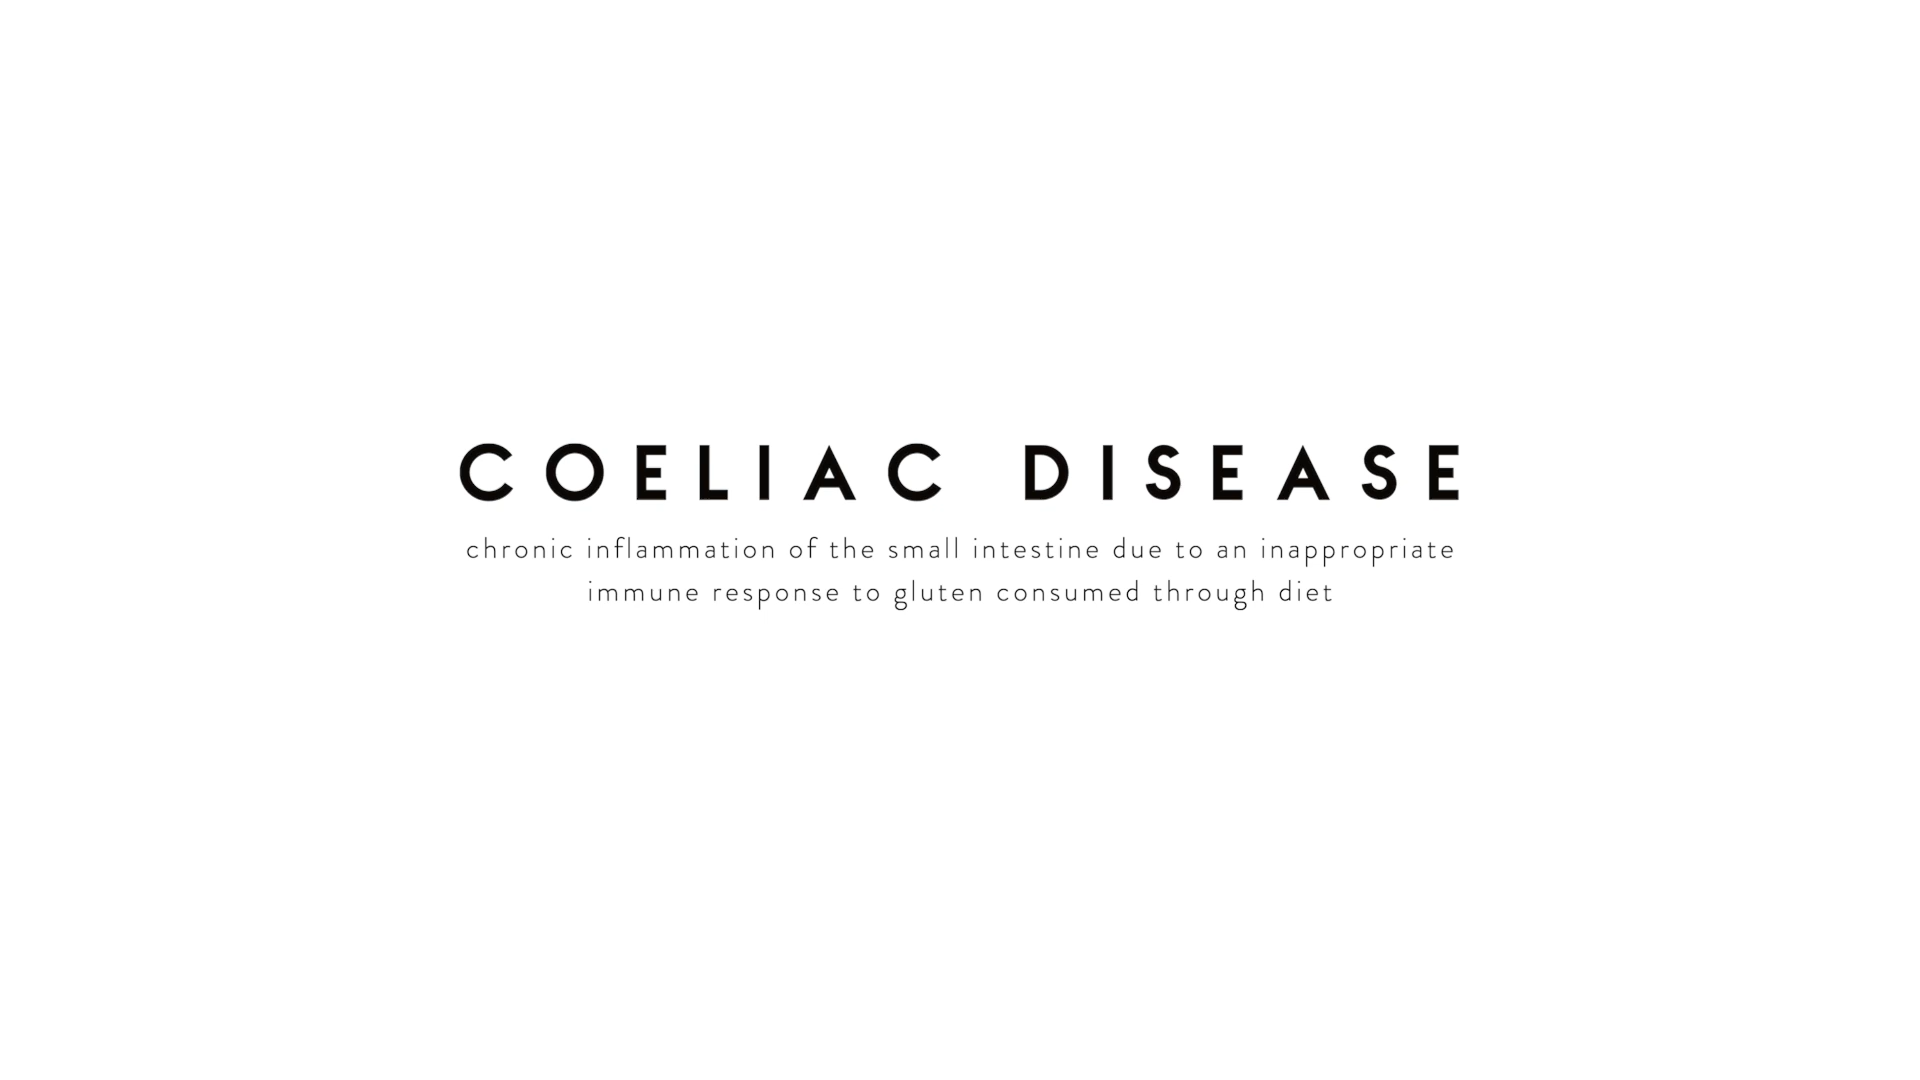 COELIAC DISEASE
chronic inflammation of the small intestine due to an inappropriate
immune response to gluten consumed through diet